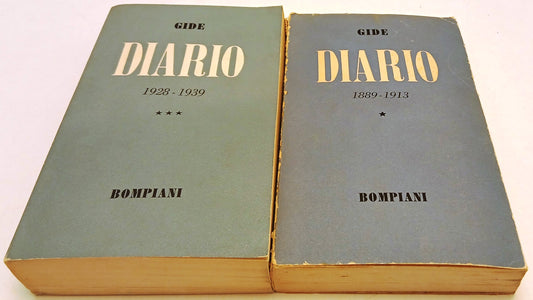 GIDE
DIARIO
1928-1939
***
BOMPIANI
GIDE
DIARIO
1889-1913
*
BOMPIANI